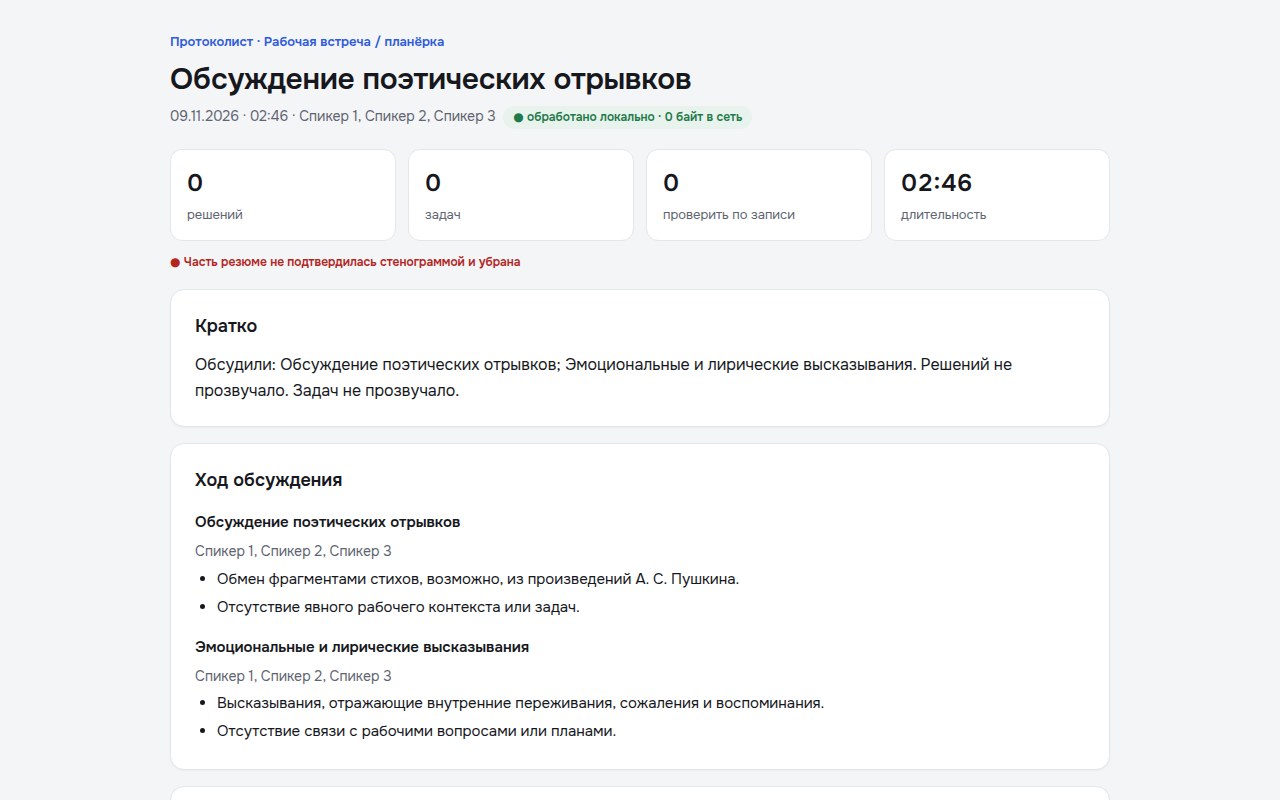 Протоколист · Рабочая встреча / планёрка
Обсуждение поэтических отрывков
09.11.2026 · 02:46 · Спикер 1, Спикер 2, Спикер 3 ● обработано локально · 0 байт в сеть
0
решений
0
задач
0
проверить по записи
02:46
длительность
● Часть резюме не подтвердилась стенограммой и убрана
Кратко
Обсудили: Обсуждение поэтических отрывков; Эмоциональные и лирические высказывания. Решений не
прозвучало. Задач не прозвучало.
Ход обсуждения
Обсуждение поэтических отрывков
Спикер 1, Спикер 2, Спикер 3
• Обмен фрагментами стихов, возможно, из произведений А. С. Пушкина.
• Отсутствие явного рабочего контекста или задач.
Эмоциональные и лирические высказывания
Спикер 1, Спикер 2, Спикер 3
• Высказывания, отражающие внутренние переживания, сожаления и воспоминания.
• Отсутствие связи с рабочими вопросами или планами.